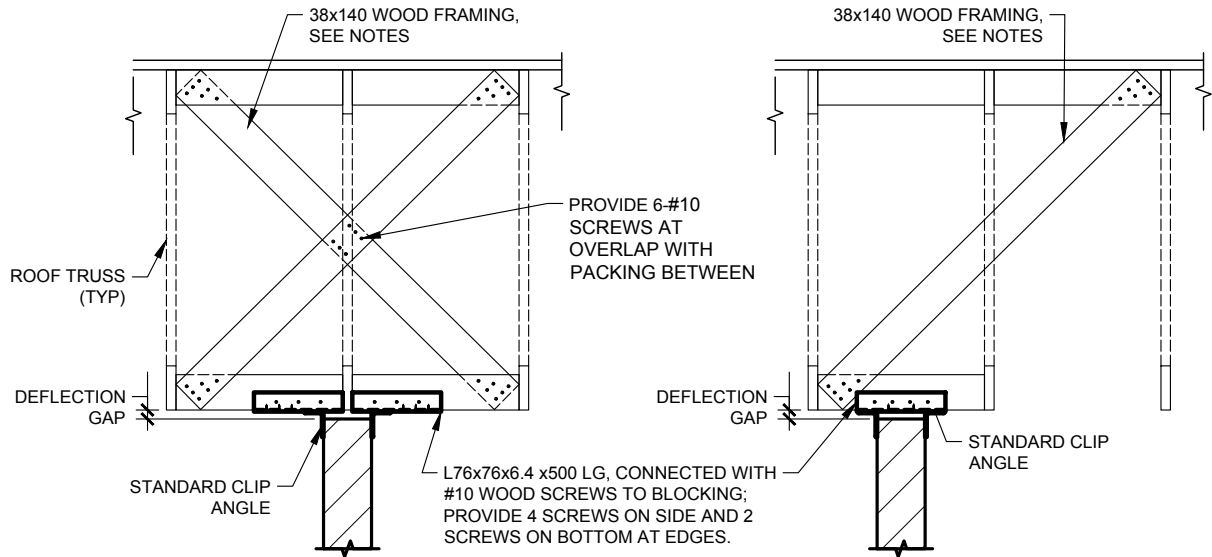 38x140 WOOD FRAMING,
SEE NOTES
38x140 WOOD FRAMING,
SEE NOTES
PROVIDE 6-#10
SCREWS AT
OVERLAP WITH
PACKING BETWEEN
ROOF TRUSS
(TYP)
DEFLECTION
GAP
DEFLECTION
GAP
STANDARD CLIP
ANGLE
STANDARD CLIP
ANGLE
L76x76x6.4 x500 LG, CONNECTED WITH
#10 WOOD SCREWS TO BLOCKING;
PROVIDE 4 SCREWS ON SIDE AND 2
SCREWS ON BOTTOM AT EDGES.